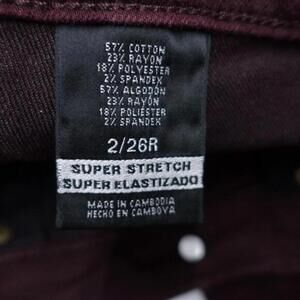 57% COTTON
23% RAYON
18% POLYESTER
2% SPANDEX
57% ALGODÓN
23% RAYÓN
18% POLIÉSTER
2% SPANDEX
2/26R
SUPER STRETCH
SUPER ELASTIZADO
MADE IN CAMBODIA
HECHO EN CAMBOYA